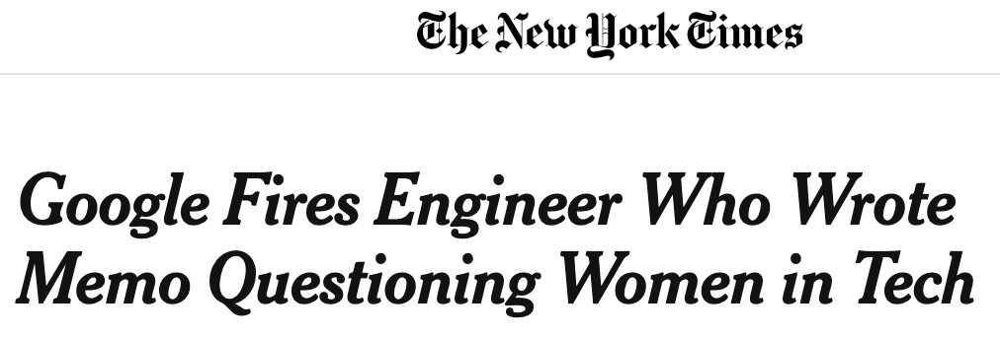 The New York Times
Google Fires Engineer Who Wrote
Memo Questioning Women in Tech